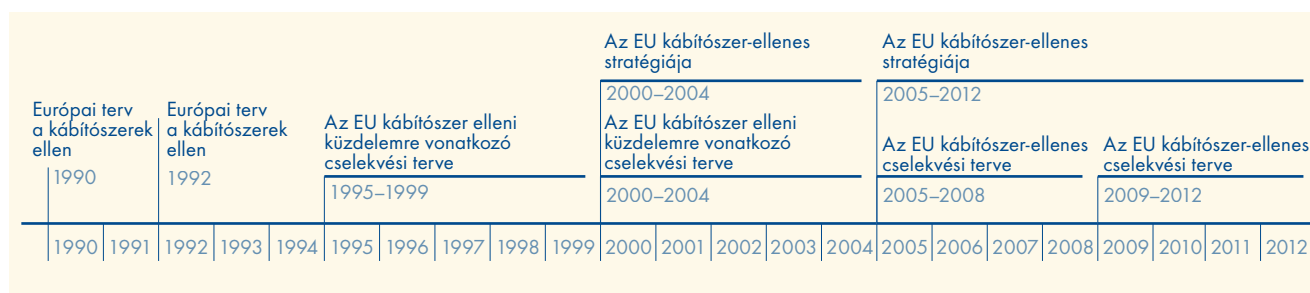 Európai terv
a kábítószerek
ellen
1990
Európai terv
a kábítószerek
ellen
1992
Az EU kábítószer elleni
küzdelemre vonatkozó
cselekvési terve
1995–1999
Az EU kábítószer-ellenes
stratégiája
2000–2004
Az EU kábítószer elleni
küzdelemre vonatkozó
cselekvési terve
2000–2004
Az EU kábítószer-ellenes
stratégiája
2005–2012
Az EU kábítószer-ellenes
cselekvési terve
2005–2008
Az EU kábítószer-ellenes
cselekvési terve
2009–2012
1990 1991 1992 1993 1994 1995 1996 1997 1998 1999 2000 2001 2002 2003 2004 2005 2006 2007 2008 2009 2010 2011 2012